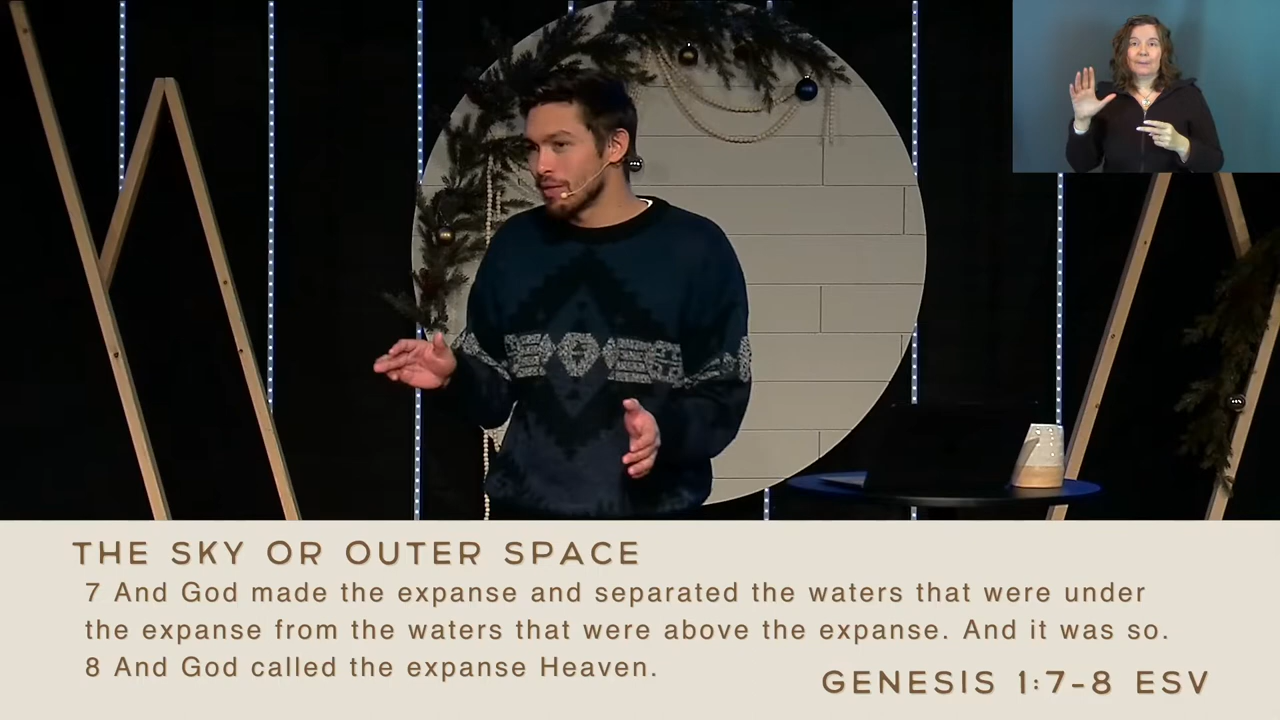 THE SKY OR OUTER SPACE
7 And God made the expanse and separated the waters that were under
the expanse from the waters that were above the expanse. And it was so.
8 And God called the expanse Heaven.
GENESIS 1:7-8 ESV